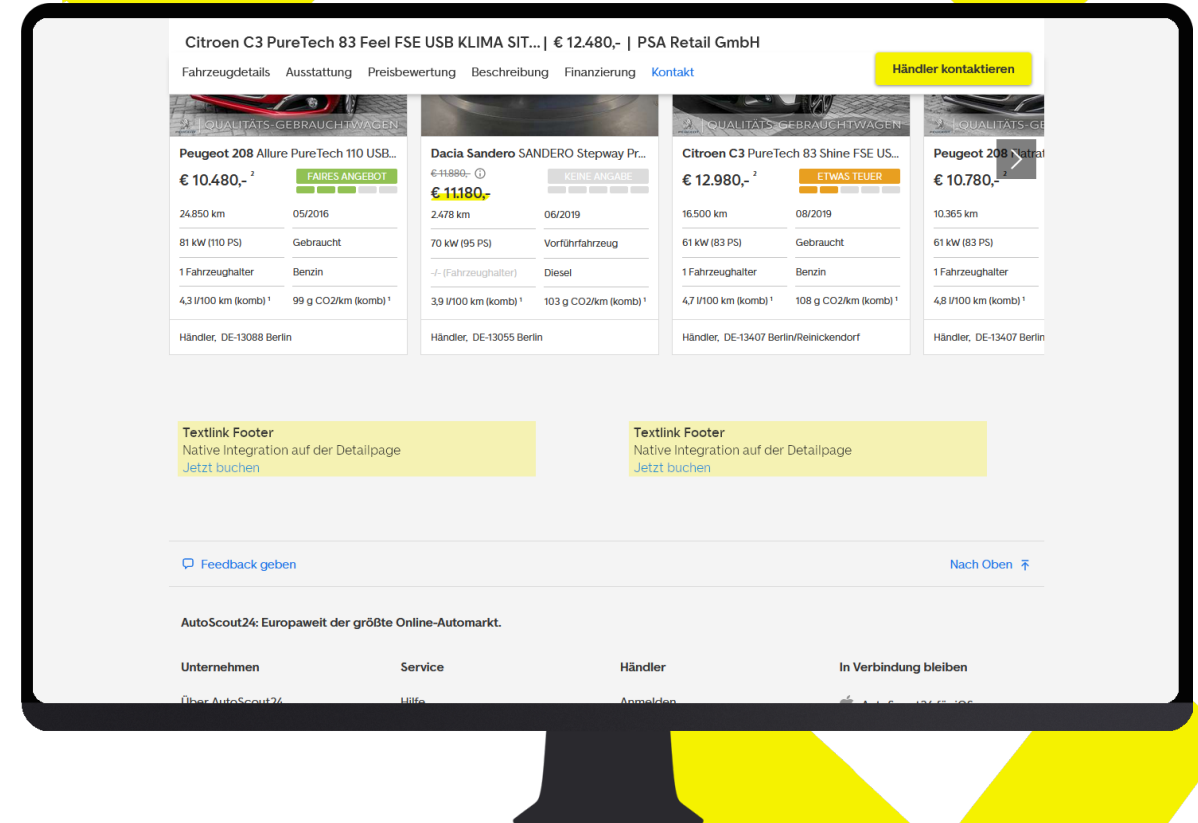 Citroen C3 PureTech 83 Feel FSE USB KLIMA SIT... | € 12.480,- | PSA Retail GmbH
Fahrzeugdetails Ausstattung Preisbewertung Beschreibung Finanzierung Kontakt
Händler kontaktieren
QUALITÄTS-GEBRAUCHTWAGEN
Peugeot 208 Allure PureTech 110 USB...
€ 10.480,- ²
FAIRES ANGEBOT
24.850 km 05/2016
81 kW (110 PS) Gebraucht
1 Fahrzeughalter Benzin
4,3 l/100 km (komb) ¹ 99 g CO2/km (komb) ¹
Händler, DE-13088 Berlin
Dacia Sandero SANDERO Stepway Pr...
€ 11.880,-
€ 11.180,-
KEINE ANGABE
2.478 km 06/2019
70 kW (95 PS) Vorführfahrzeug
-/- (Fahrzeughalter) Diesel
3,9 l/100 km (komb) ¹ 103 g CO2/km (komb) ¹
Händler, DE-13055 Berlin
QUALITÄTS-GEBRAUCHTWAGEN
Citroen C3 PureTech 83 Shine FSE US...
€ 12.980,- ²
ETWAS TEUER
16.500 km 08/2019
61 kW (83 PS) Gebraucht
1 Fahrzeughalter Benzin
4,7 l/100 km (komb) ¹ 108 g CO2/km (komb) ¹
Händler, DE-13407 Berlin/Reinickendorf
QUALITÄTS-GE
Peugeot 208
€ 10.780,- ²
10.365 km
61 kW (83 PS)
1 Fahrzeughalter
4,8 l/100 km (komb) ¹
Händler, DE-13407 Berlin
Textlink Footer
Native Integration auf der Detailpage
Jetzt buchen
Textlink Footer
Native Integration auf der Detailpage
Jetzt buchen
Feedback geben
Nach Oben
AutoScout24: Europaweit der größte Online-Automarkt.
Unternehmen Service Händler In Verbindung bleiben
Über AutoScout24 Hilfe Anmelden AutoScout24 für iOS